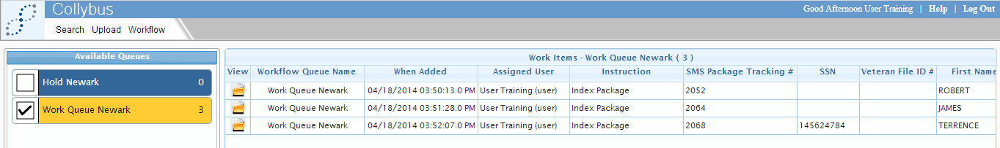 Collybus
Good Afternoon User Training | Help | Log Out
Search Upload Workflow
Available Queues
Hold Newark 0
Work Queue Newark 3
Work Items - Work Queue Newark ( 3 )
View Workflow Queue Name When Added Assigned User Instruction SMS Package Tracking # SSN Veteran File ID # First Name
Work Queue Newark 04/18/2014 03:50:13.0 PM User Training (user) Index Package 2052 ROBERT
Work Queue Newark 04/18/2014 03:51:28.0 PM User Training (user) Index Package 2064 JAMES
Work Queue Newark 04/18/2014 03:52:07.0 PM User Training (user) Index Package 2068 145624784 TERRENCE